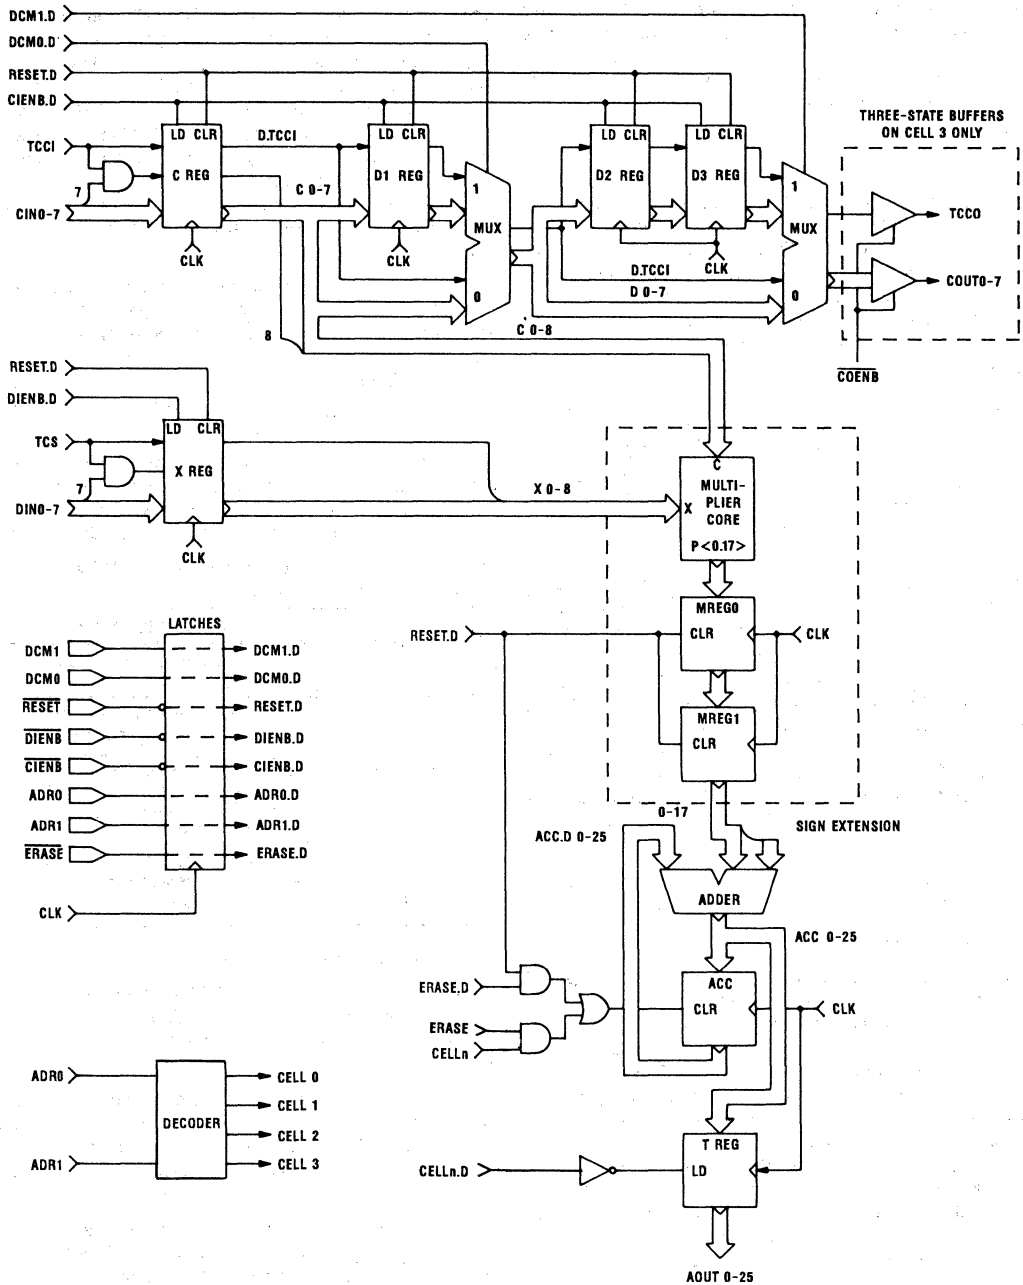 DCM1.D
DCM0.D
RESET.D
CIENB.D
THREE-STATE BUFFERS
ON CELL 3 ONLY
LD CLR
D.TCCI
LD CLR
LD CLR
LD CLR
TCCI
C REG
D1 REG
D2 REG
D3 REG
7
C 0-7
1
1
CIN0-7
MUX
MUX
TCCO
CLK
CLK
CLK
D.TCCI
COUT0-7
D 0-7
0
0
8
C 0-8
COENB
RESET.D
DIENB.D
LD CLR
TCS
X REG
7
X 0-8
DIN0-7
CLK
C
MULTI-
PLIER
CORE
X
P<0.17>
MREG0
RESET.D
CLR
CLK
MREG1
CLR
LATCHES
DCM1
DCM1.D
DCM0
DCM0.D
RESET
RESET.D
DIENB
DIENB.D
CIENB
CIENB.D
ADR0
ADR0.D
ADR1
ADR1.D
ERASE
ERASE.D
CLK
0-17
SIGN EXTENSION
ACC.D 0-25
ADDER
ACC 0-25
ACC
ERASE.D
CLR
CLK
ERASE
CELLn
ADR0
CELL 0
CELL 1
DECODER
CELL 2
ADR1
CELL 3
T REG
CELLn.D
LD
AOUT 0-25